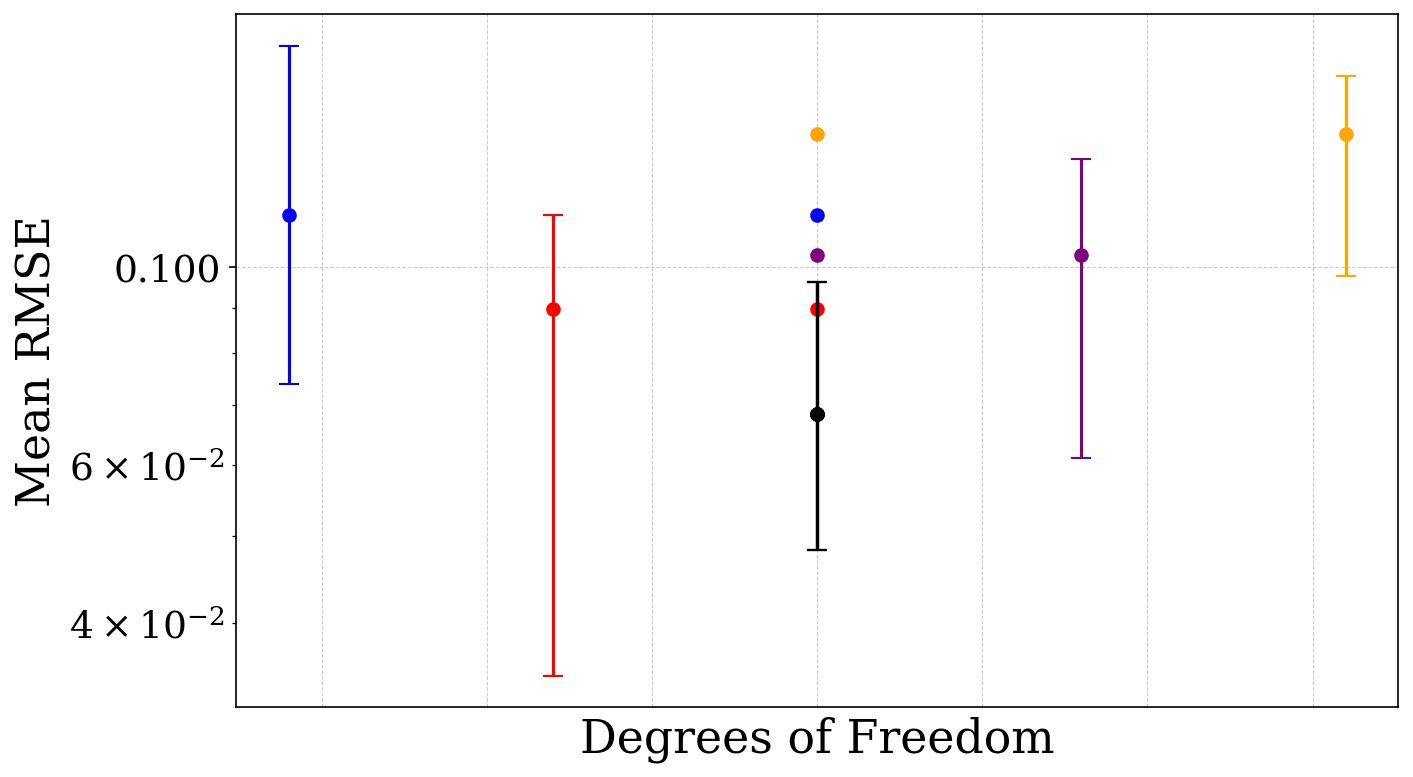 Mean RMSE
0.100
6 × 10⁻²
4 × 10⁻²
Degrees of Freedom